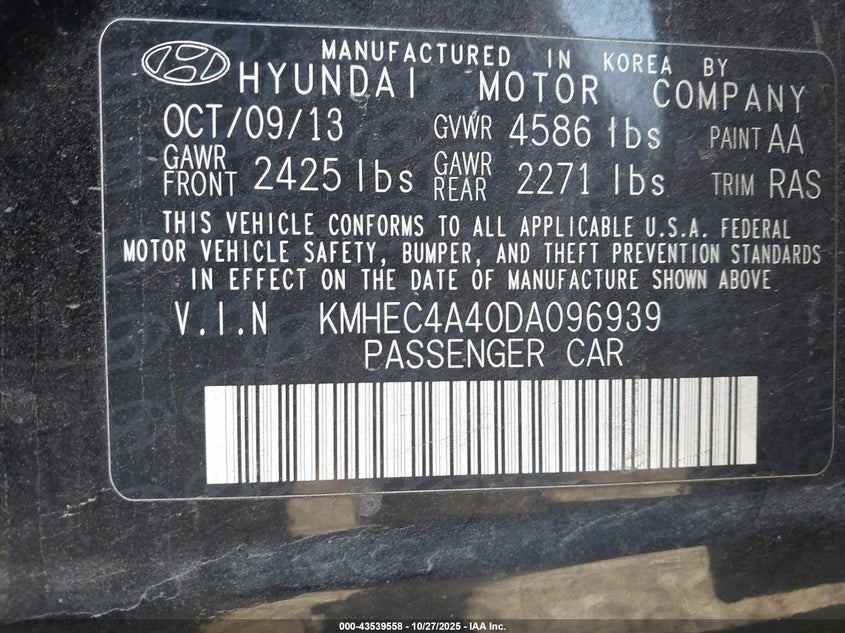 MANUFACTURED IN KOREA BY
HYUNDAI MOTOR COMPANY
OCT/09/13 GVWR 4586 lbs PAINT AA
GAWR FRONT 2425 lbs GAWR REAR 2271 lbs TRIM RAS
THIS VEHICLE CONFORMS TO ALL APPLICABLE U.S.A. FEDERAL
MOTOR VEHICLE SAFETY, BUMPER, AND THEFT PREVENTION STANDARDS
IN EFFECT ON THE DATE OF MANUFACTURE SHOWN ABOVE
V.I.N KMHEC4A40DA096939
PASSENGER CAR
000-43539558 - 10/27/2025 - IAA Inc.